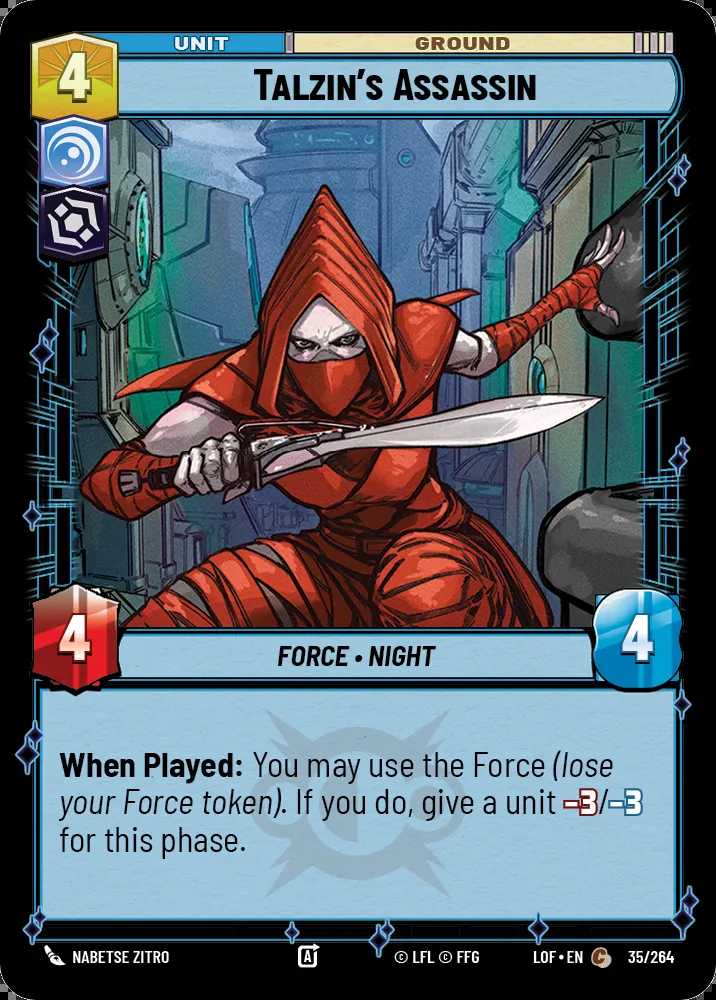 UNIT
GROUND
4
TALZIN'S ASSASSIN
4
FORCE • NIGHT
4
When Played: You may use the Force (lose
your Force token). If you do, give a unit -3/-3
for this phase.
NABETSE ZITRO
A
© LFL © FFG
LOF • EN
C
35/264